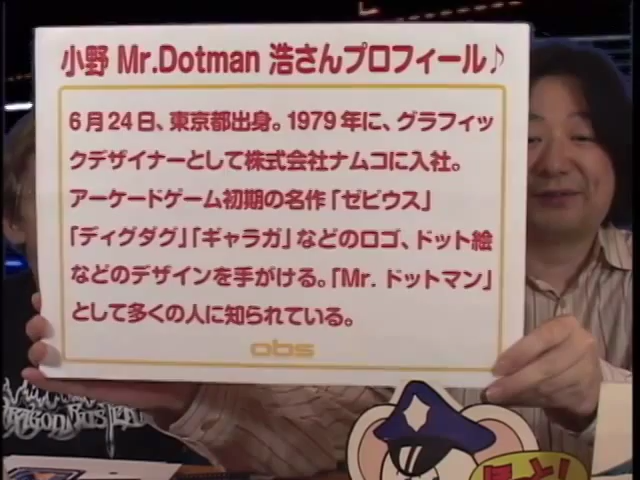 小野 Mr.Dotman 浩さんプロフィール♪
6月24日、東京都出身。1979年に、グラフィッ
クデザイナーとして株式会社ナムコに入社。
アーケードゲーム初期の名作「ゼビウス」
「ディグダグ」「ギャラガ」などのロゴ、ドット絵
などのデザインを手がける。「Mr.ドットマン」
として多くの人に知られている。
obs